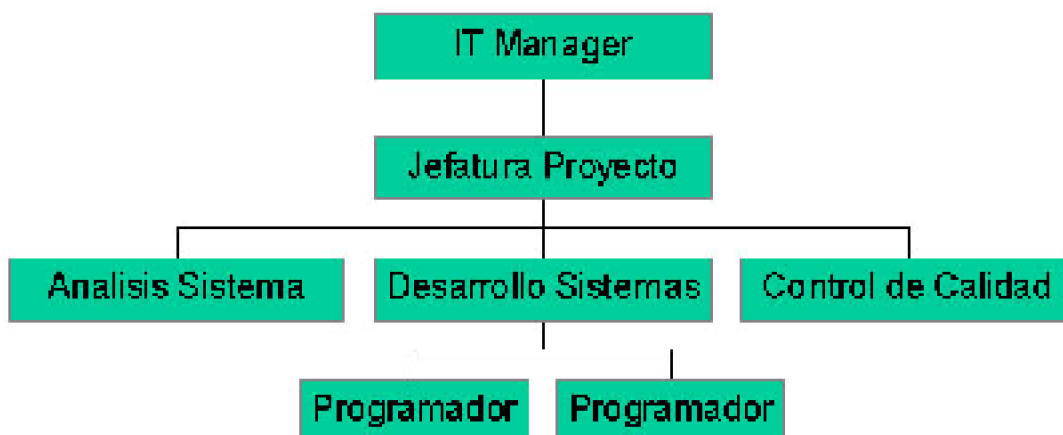 IT Manager
Jefatura Proyecto
Analisis Sistema
Desarrollo Sistemas
Control de Calidad
Programador
Programador